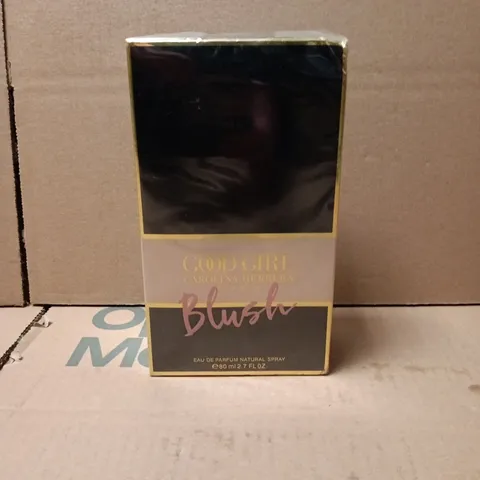 GOOD GIRL
CAROLINA HERRERA
Blush
EAU DE PARFUM NATURAL SPRAY
℮80 ml 2.7 FL.OZ.